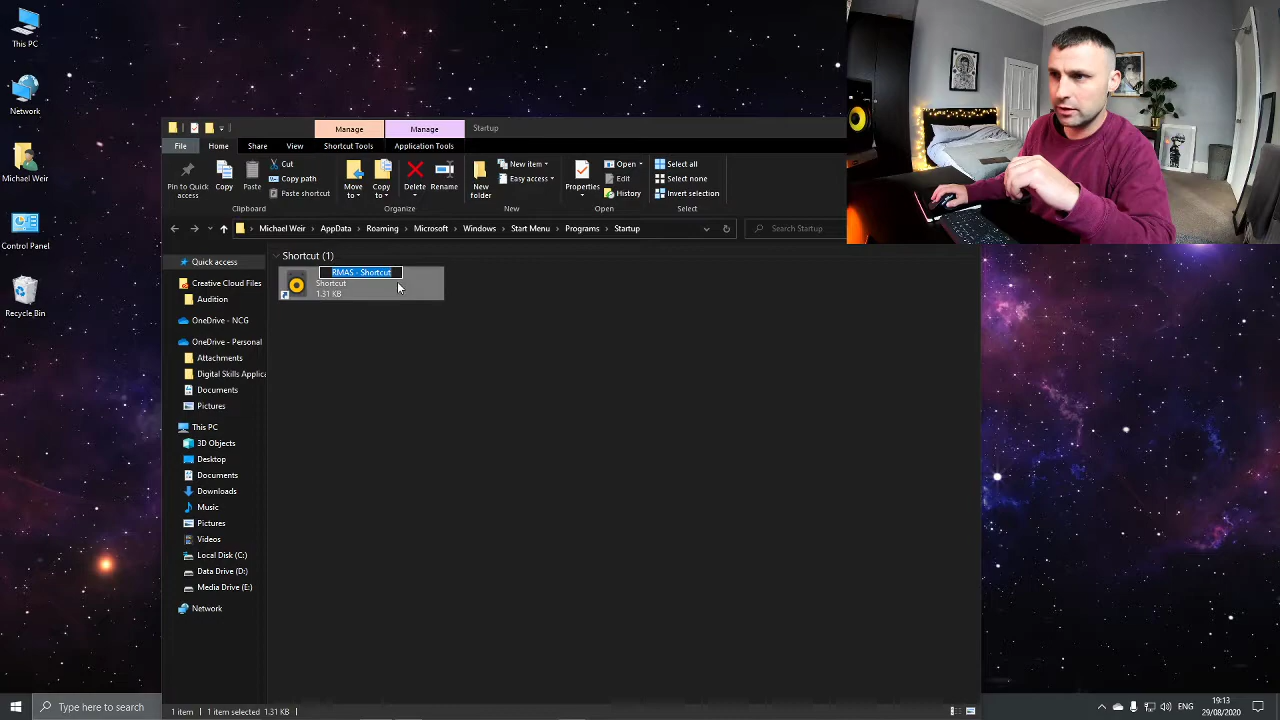 This PC
Network
Michael Weir
Control Panel
Recycle Bin
Manage
Manage
Startup
File
Home
Share
View
Shortcut Tools
Application Tools
Pin to Quick access
Copy
Paste
Cut
Copy path
Paste shortcut
Clipboard
Move to
Copy to
Delete
Rename
Organize
New folder
New item
Easy access
New
Properties
Open
Edit
History
Open
Select all
Select none
Invert selection
Select
Michael Weir > AppData > Roaming > Microsoft > Windows > Start Menu > Programs > Startup
Search Startup
Quick access
Creative Cloud Files
Audition
OneDrive - NCG
OneDrive - Personal
Attachments
Digital Skills Applica
Documents
Pictures
This PC
3D Objects
Desktop
Documents
Downloads
Music
Pictures
Videos
Local Disk (C:)
Data Drive (D:)
Media Drive (E:)
Network
Shortcut (1)
RMAS - Shortcut
Shortcut
1.31 KB
1 item
1 item selected 1.31 KB
Type here to search
ENG
19:13
29/08/2020